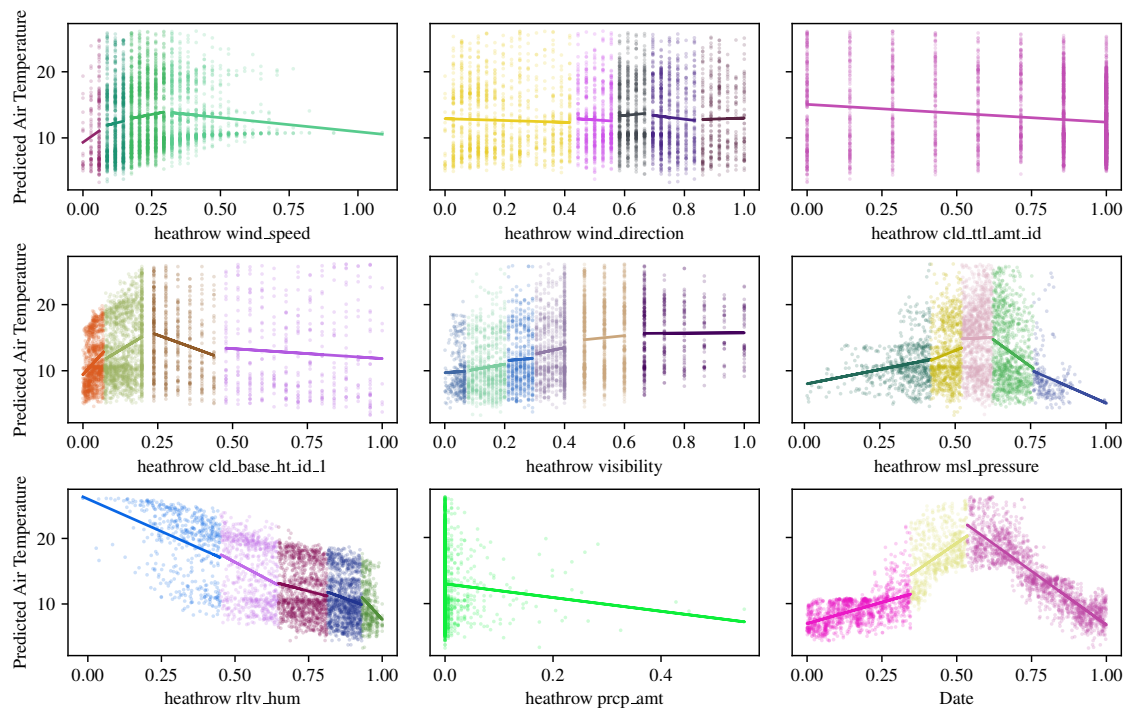 Predicted Air Temperature
20
10
0.00 0.25 0.50 0.75 1.00
heathrow wind_speed
0.0 0.2 0.4 0.6 0.8 1.0
heathrow wind_direction
0.00 0.25 0.50 0.75 1.00
heathrow cld_ttl_amt_id
Predicted Air Temperature
20
10
0.00 0.25 0.50 0.75 1.00
heathrow cld_base_ht_id_1
0.0 0.2 0.4 0.6 0.8 1.0
heathrow visibility
0.00 0.25 0.50 0.75 1.00
heathrow msl_pressure
Predicted Air Temperature
20
10
0.00 0.25 0.50 0.75 1.00
heathrow rltv_hum
0.0 0.2 0.4
heathrow prcp_amt
0.00 0.25 0.50 0.75 1.00
Date